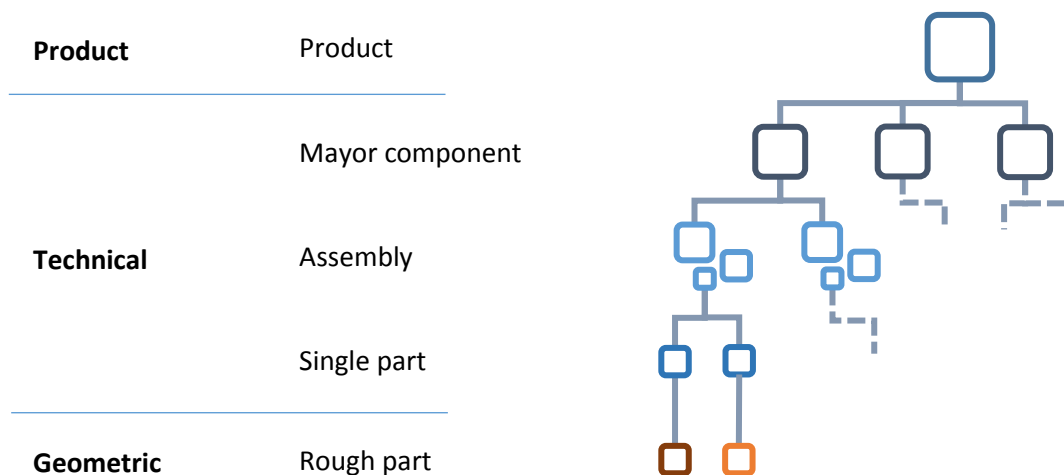 Product Product
Mayor component
Technical Assembly
Single part
Geometric Rough part